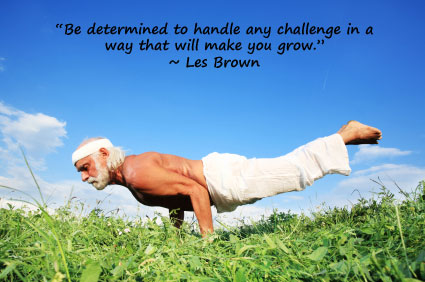 “Be determined to handle any challenge in a
way that will make you grow.”
~ Les Brown